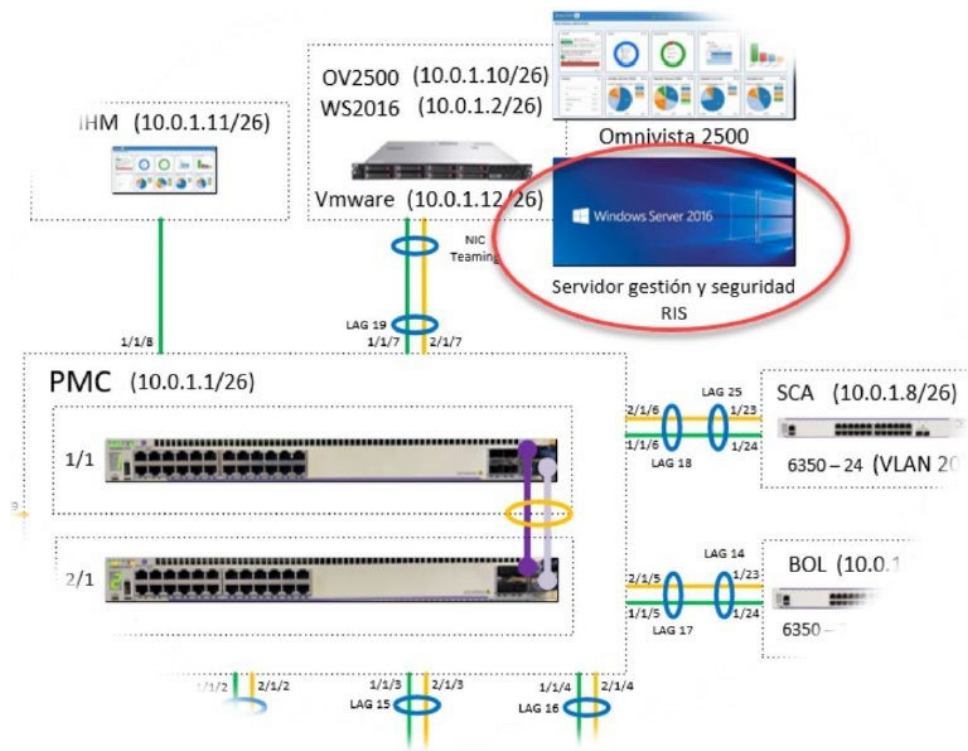 OV2500 (10.0.1.10/26)
WS2016 (10.0.1.2/26)
IHM (10.0.1.11/26)
Omnivista 2500
Windows Server 2016
Vmware (10.0.1.12/26)
NIC
Teaming
Servidor gestión y seguridad
RIS
LAG 19
1/1/8
1/1/7
2/1/7
PMC (10.0.1.1/26)
LAG 25
SCA (10.0.1.8/26)
2/1/6
1/23
1/1/6
1/24
LAG 18
6350 – 24 (VLAN 20
1/1
2/1
LAG 14
BOL (10.0.1
2/1/5
1/23
1/1/5
1/24
LAG 17
6350 –
1/1/2
2/1/2
1/1/3
2/1/3
LAG 15
1/1/4
2/1/4
LAG 16